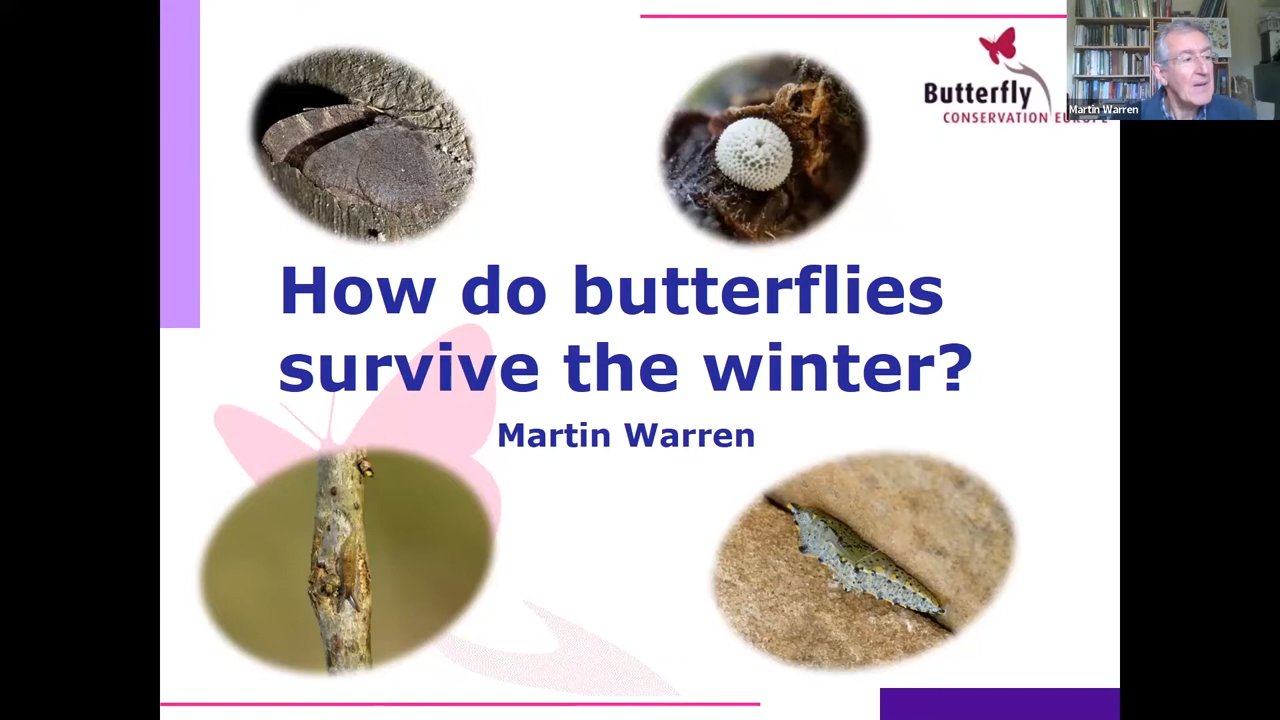 Butterfly
CONSERVATION EUROPE
Martin Warren
How do butterflies
survive the winter?
Martin Warren